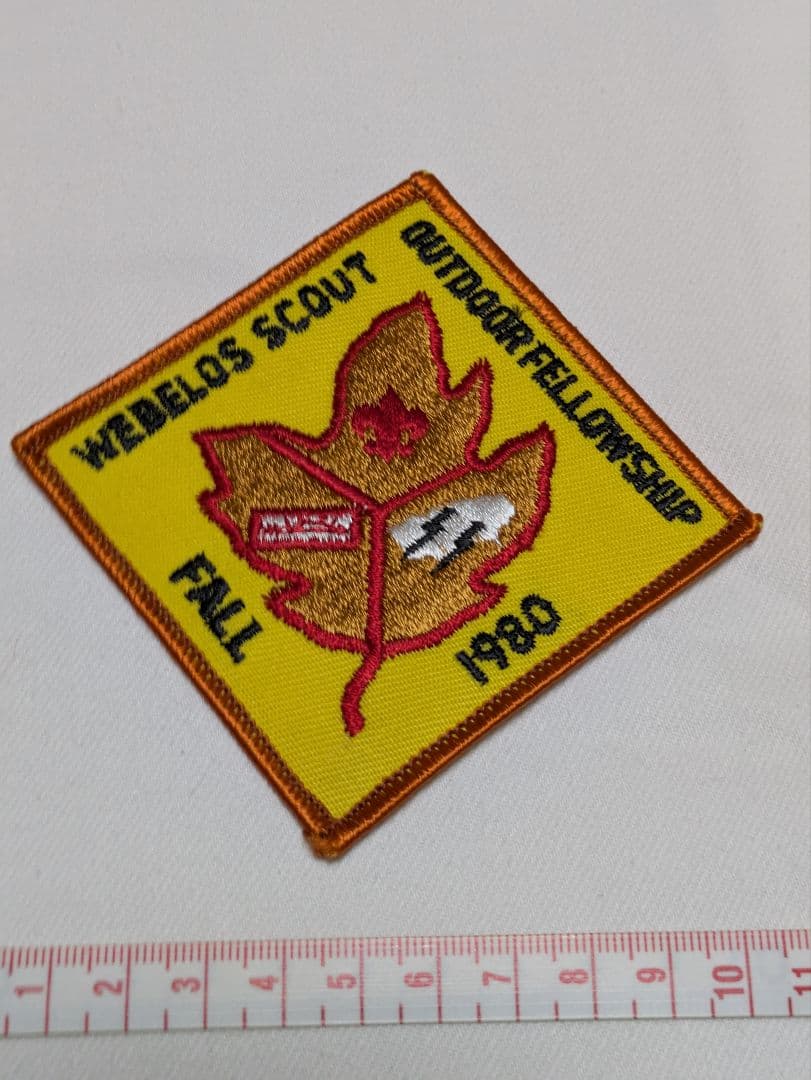 WEBELOS SCOUT
OUTDOOR FELLOWSHIP
FALL
1980
1 2 3 4 5 6 7 8 9 10 11